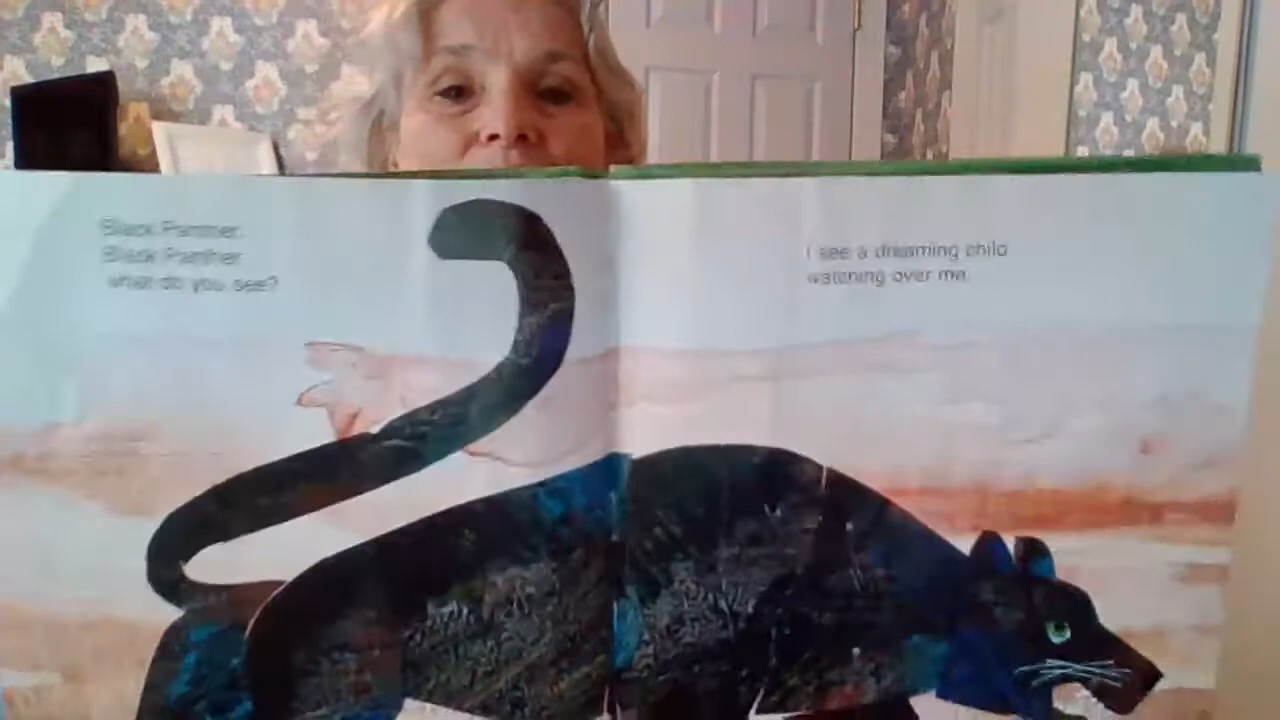 Black Panther,
Black Panther
what do you see?
I see a dreaming child
watching over me.